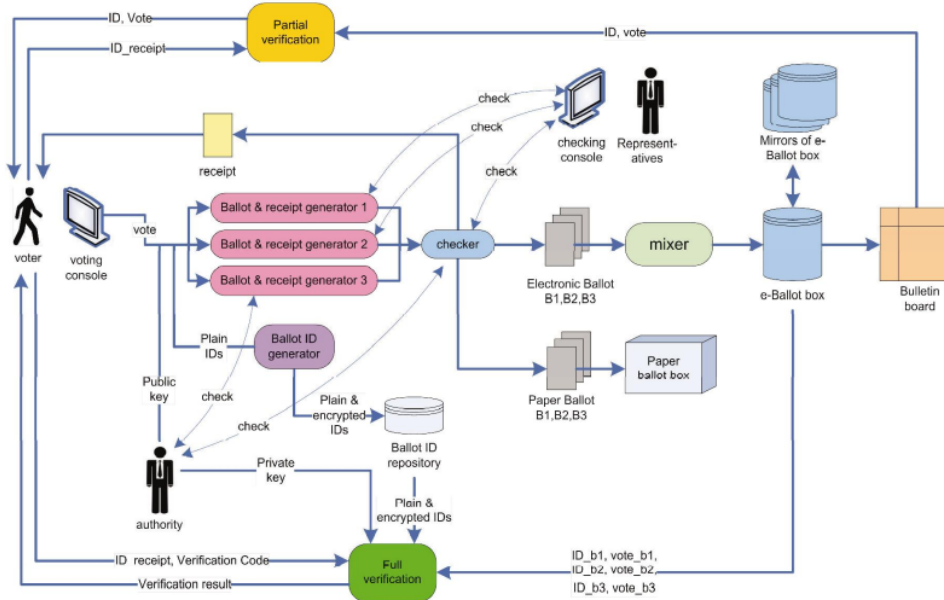 ID, Vote
Partial
verification
ID, vote
ID_receipt
check
check
check
checking
console
Represent-
atives
Mirrors of e-
Ballot box
receipt
Ballot & receipt generator 1
Ballot & receipt generator 2
Ballot & receipt generator 3
vote
voter
voting
console
checker
mixer
Electronic Ballot
B1,B2,B3
e-Ballot box
Bulletin
board
Plain
IDs
Ballot ID
generator
Public
key
check
check
Plain &
encrypted
IDs
Paper Ballot
B1,B2,B3
Paper
ballot box
Ballot ID
repository
Private
key
authority
Plain &
encrypted IDs
ID_receipt, Verification Code
Verification result
Full
verification
ID_b1, vote_b1,
ID_b2, vote_b2,
ID_b3, vote_b3